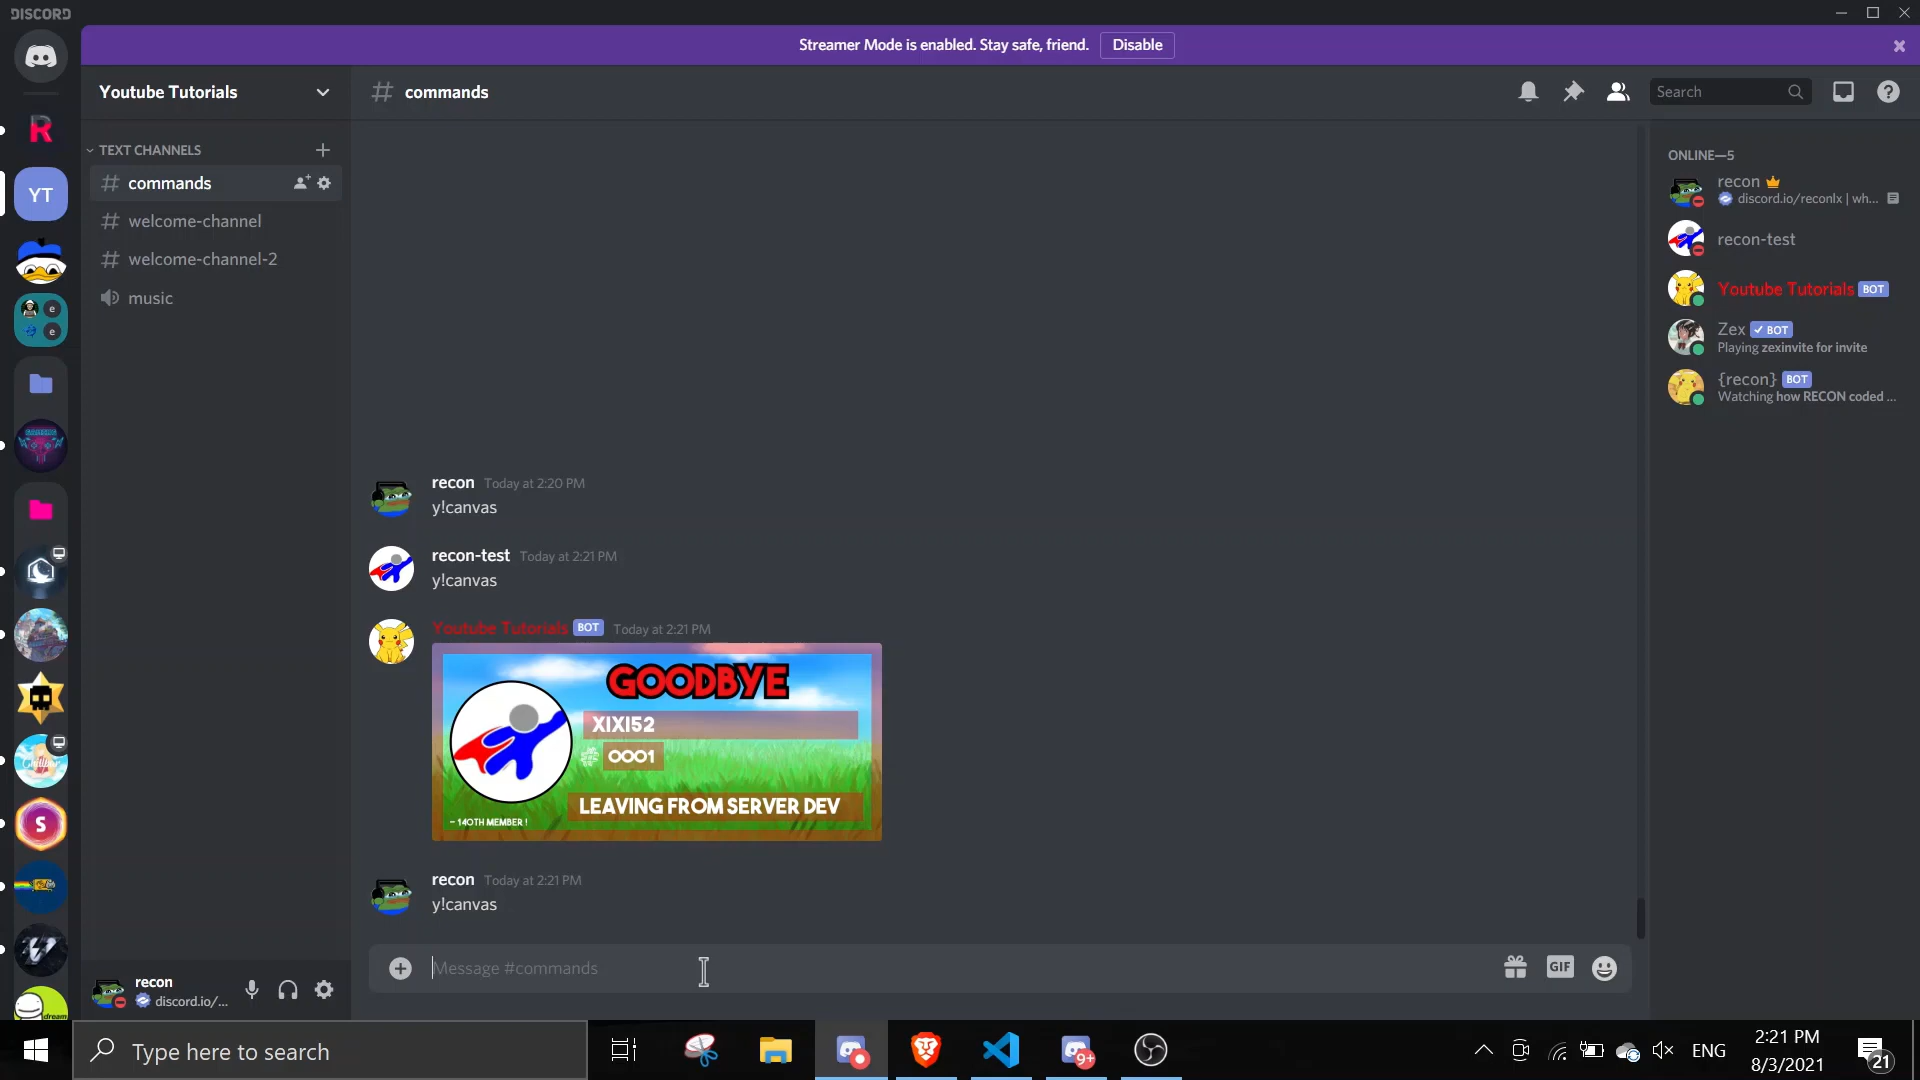 DISCORD
Streamer Mode is enabled. Stay safe, friend.
Disable
Youtube Tutorials
commands
Search
TEXT CHANNELS
commands
welcome-channel
welcome-channel-2
music
R
YT
e
e
S
dream
recon Today at 2:20 PM
y!canvas
recon-test Today at 2:21 PM
y!canvas
Youtube Tutorials BOT Today at 2:21 PM
GOODBYE
XIXI52
# 0001
LEAVING FROM SERVER DEV
- 140TH MEMBER !
recon Today at 2:21 PM
y!canvas
Message #commands
GIF
recon
discord.io/...
ONLINE—5
recon
discord.io/reconlx | wh...
recon-test
Youtube Tutorials BOT
Zex ✓ BOT
Playing zexinvite for invite
{recon} BOT
Watching how RECON coded ...
Type here to search
9+
ENG
2:21 PM
8/3/2021
21